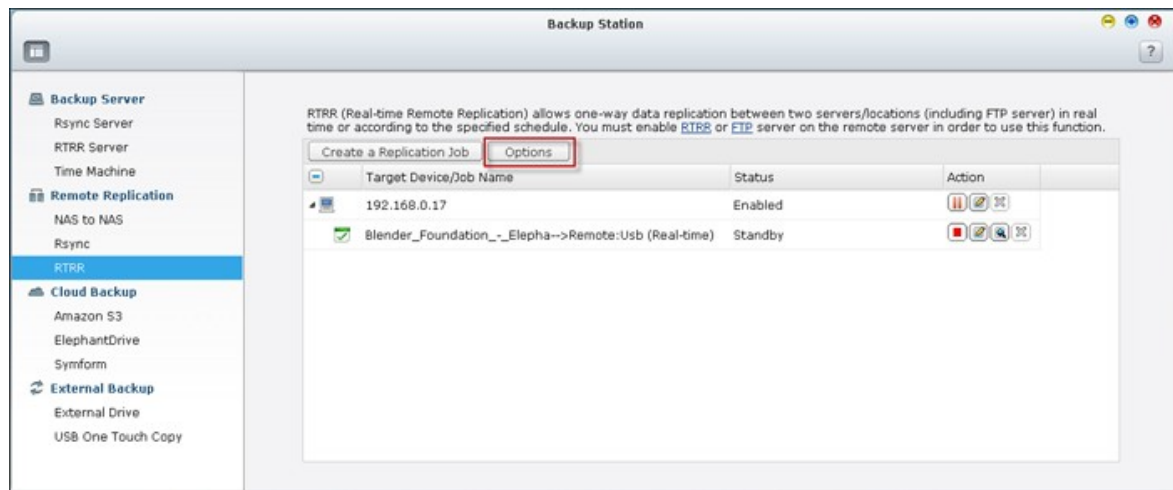 Backup Station
?
Backup Server
Rsync Server
RTRR Server
Time Machine
Remote Replication
NAS to NAS
Rsync
RTRR
Cloud Backup
Amazon S3
ElephantDrive
Symform
External Backup
External Drive
USB One Touch Copy
RTRR (Real-time Remote Replication) allows one-way data replication between two servers/locations (including FTP server) in real
time or according to the specified schedule. You must enable RTRR or FTP server on the remote server in order to use this function.
Create a Replication Job Options
Target Device/Job Name Status Action
192.168.0.17 Enabled
Blender_Foundation_-_Elepha-->Remote:Usb (Real-time) Standby